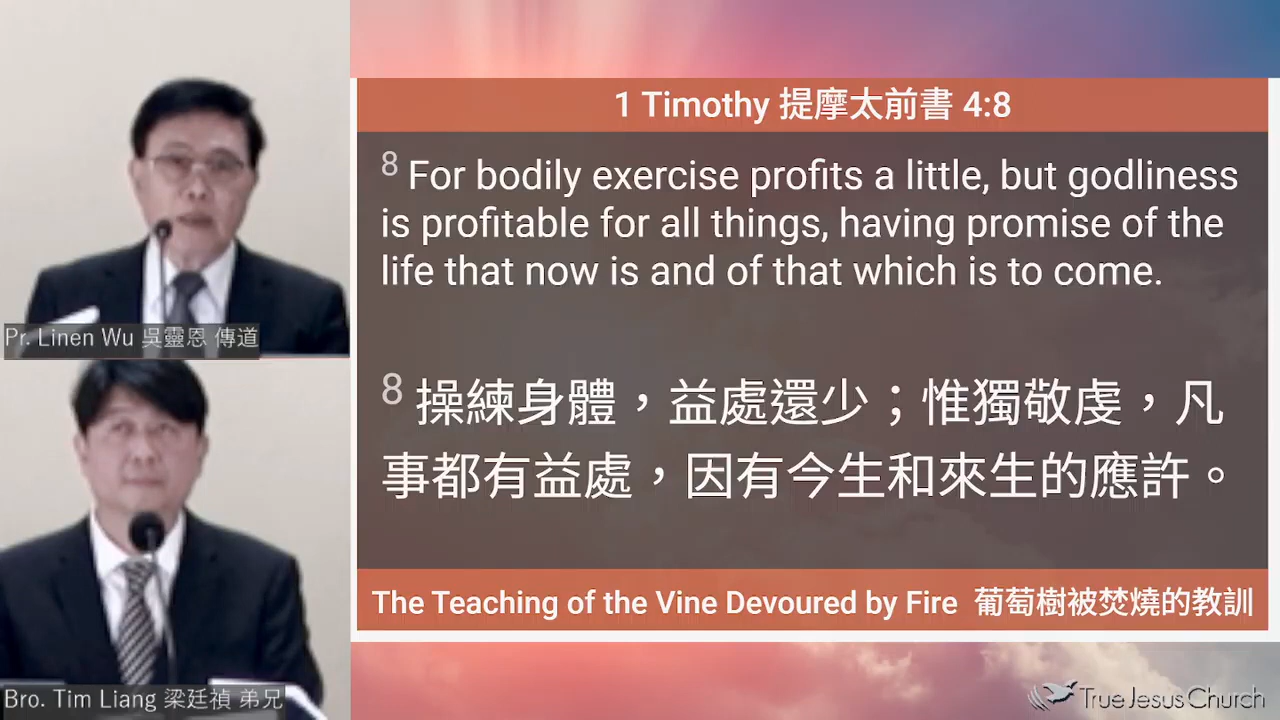 1 Timothy 提摩太前書 4:8
8 For bodily exercise profits a little, but godliness
is profitable for all things, having promise of the
life that now is and of that which is to come.
8 操練身體，益處還少；惟獨敬虔，凡
事都有益處，因有今生和來生的應許。
The Teaching of the Vine Devoured by Fire 葡萄樹被焚燒的教訓
Pr. Linen Wu 吳靈恩 傳道
Bro. Tim Liang 梁廷禎 弟兄
True Jesus Church